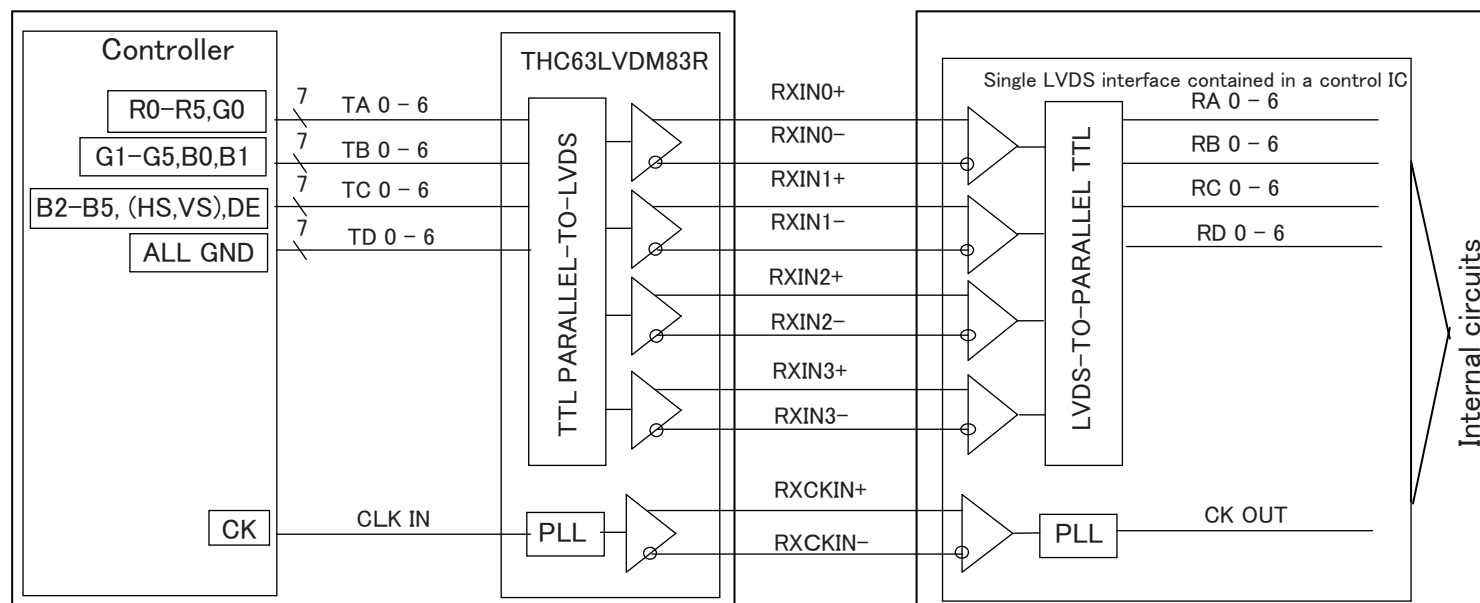 Controller
R0-R5,G0
7
TA 0 - 6
G1-G5,B0,B1
7
TB 0 - 6
B2-B5, (HS,VS),DE
7
TC 0 - 6
ALL GND
7
TD 0 - 6
CK
CLK IN
THC63LVDM83R
TTL PARALLEL-TO-LVDS
PLL
RXIN0+
RXIN0-
RXIN1+
RXIN1-
RXIN2+
RXIN2-
RXIN3+
RXIN3-
RXCKIN+
RXCKIN-
Single LVDS interface contained in a control IC
LVDS-TO-PARALLEL TTL
PLL
RA 0 - 6
RB 0 - 6
RC 0 - 6
RD 0 - 6
CK OUT
Internal circuits